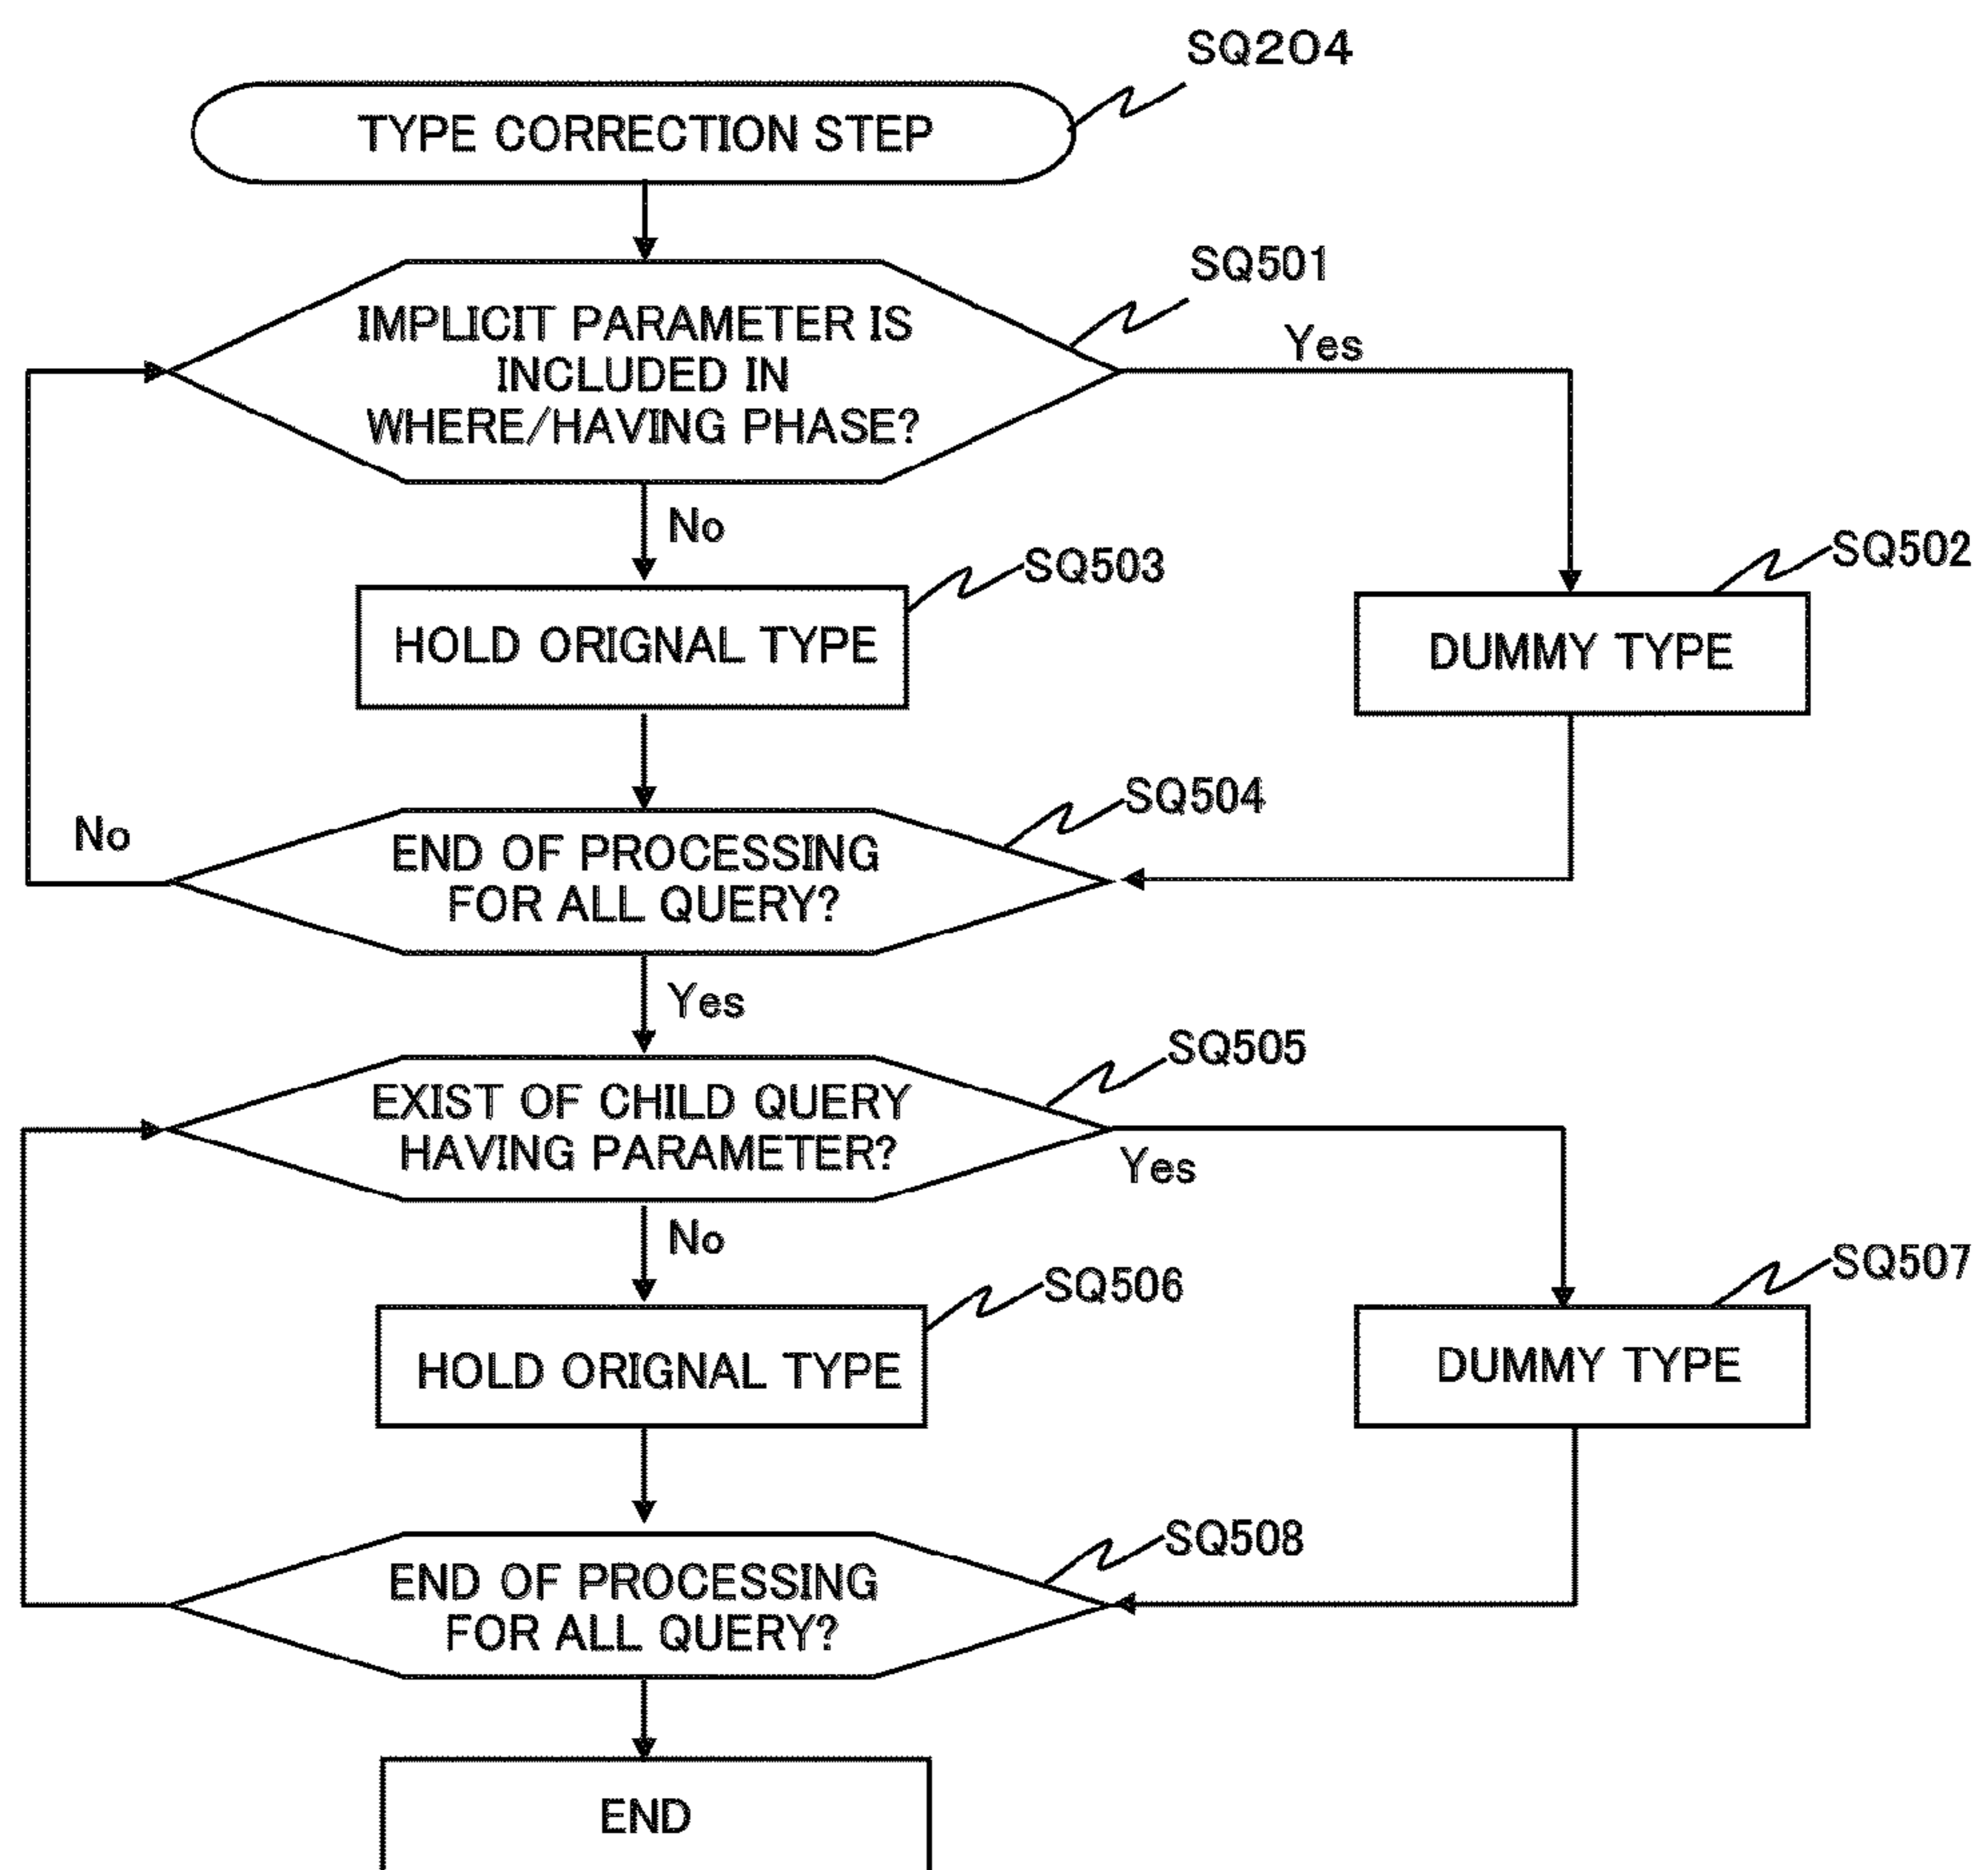 SQ204
TYPE CORRECTION STEP
SQ501
IMPLICIT PARAMETER IS
INCLUDED IN
WHERE/HAVING PHASE?
Yes
No
SQ503
HOLD ORIGNAL TYPE
SQ502
DUMMY TYPE
SQ504
END OF PROCESSING
FOR ALL QUERY?
No
Yes
SQ505
EXIST OF CHILD QUERY
HAVING PARAMETER?
Yes
No
SQ506
HOLD ORIGNAL TYPE
SQ507
DUMMY TYPE
SQ508
END OF PROCESSING
FOR ALL QUERY?
END